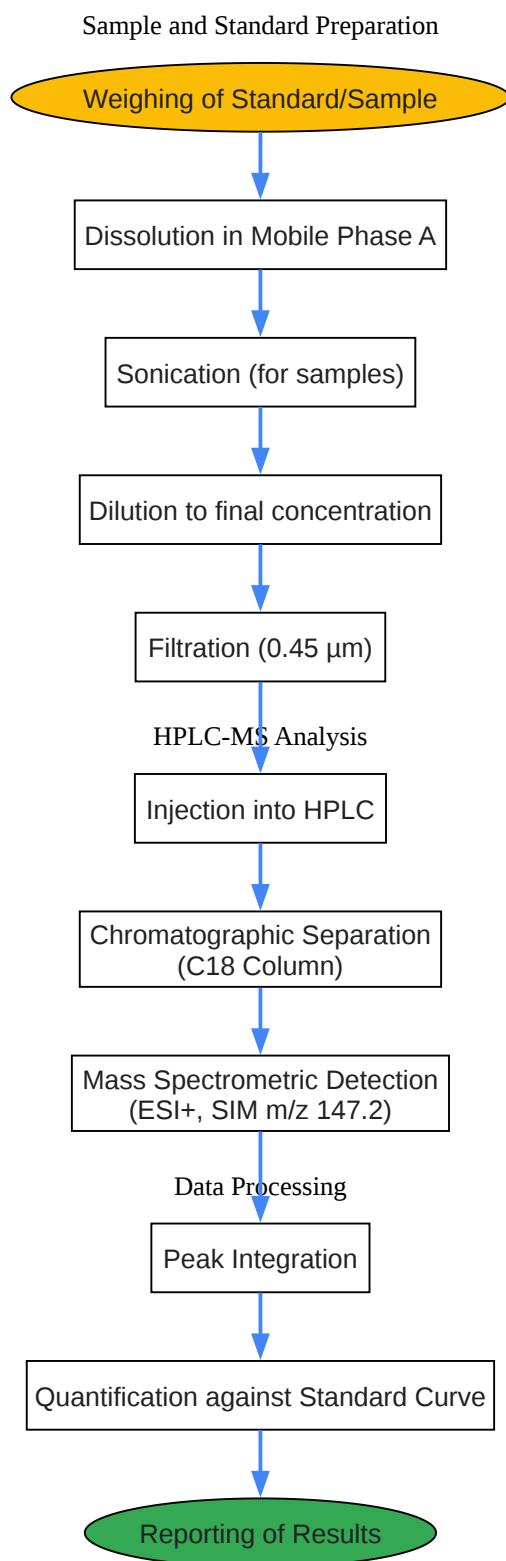 Sample and Standard Preparation
Weighing of Standard/Sample
Dissolution in Mobile Phase A
Sonication (for samples)
Dilution to final concentration
Filtration (0.45 µm)
HPLC-MS Analysis
Injection into HPLC
Chromatographic Separation
(C18 Column)
Mass Spectrometric Detection
(ESI+, SIM m/z 147.2)
Data Processing
Peak Integration
Quantification against Standard Curve
Reporting of Results